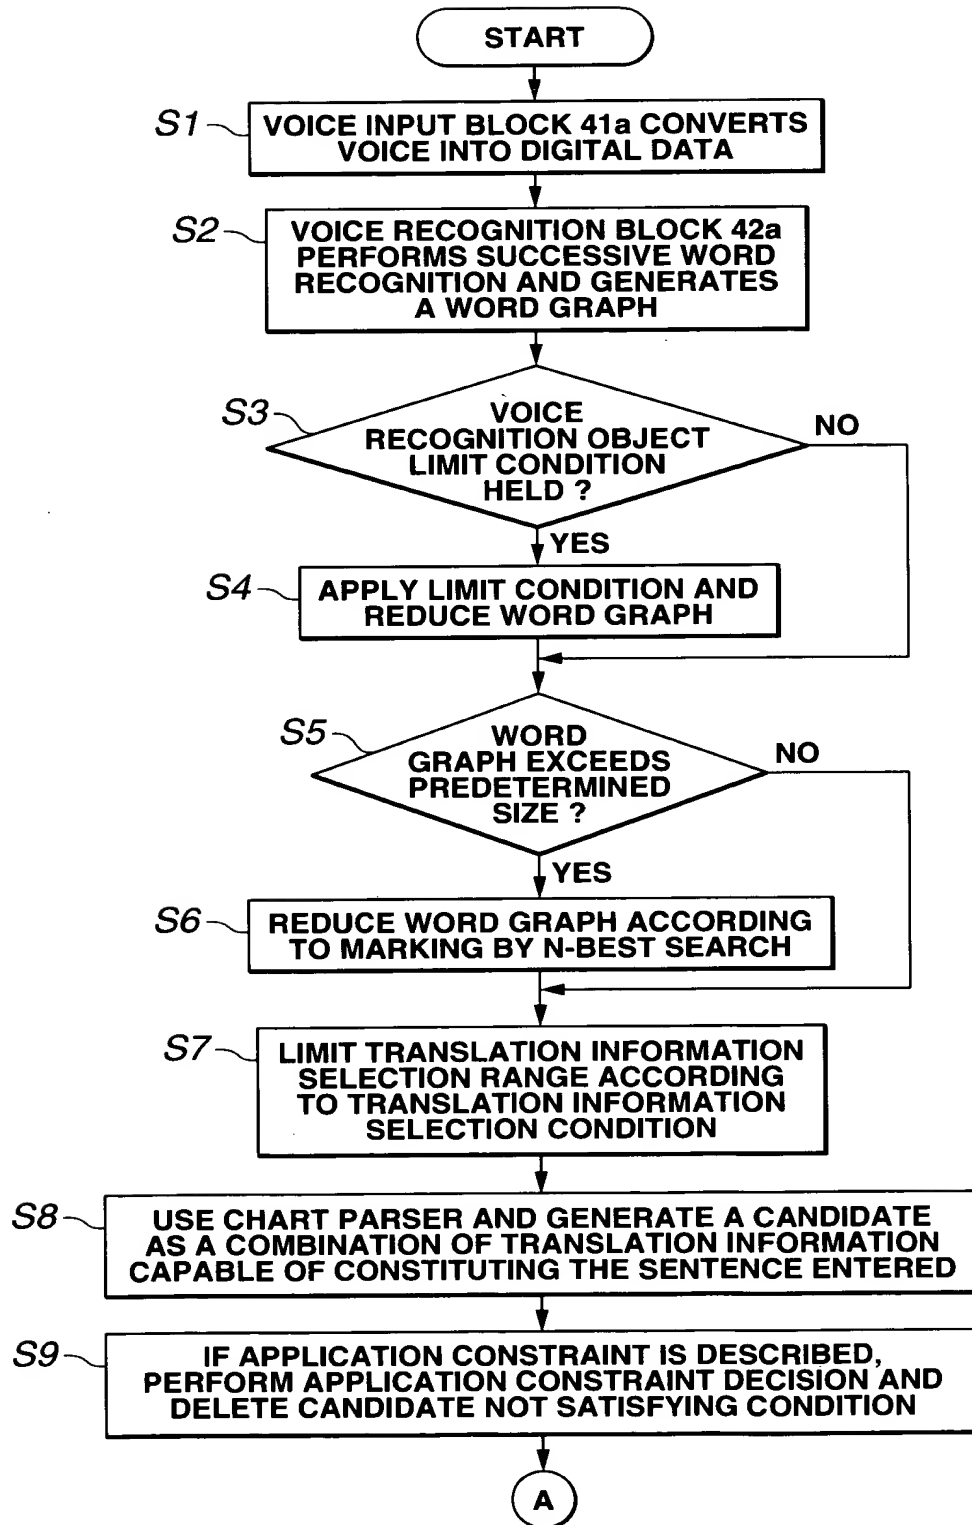 START
S1
VOICE INPUT BLOCK 41a CONVERTS
VOICE INTO DIGITAL DATA
S2
VOICE RECOGNITION BLOCK 42a
PERFORMS SUCCESSIVE WORD
RECOGNITION AND GENERATES
A WORD GRAPH
S3
VOICE
RECOGNITION OBJECT
LIMIT CONDITION
HELD ?
NO
YES
S4
APPLY LIMIT CONDITION AND
REDUCE WORD GRAPH
S5
WORD
GRAPH EXCEEDS
PREDETERMINED
SIZE ?
NO
YES
S6
REDUCE WORD GRAPH ACCORDING
TO MARKING BY N-BEST SEARCH
S7
LIMIT TRANSLATION INFORMATION
SELECTION RANGE ACCORDING
TO TRANSLATION INFORMATION
SELECTION CONDITION
S8
USE CHART PARSER AND GENERATE A CANDIDATE
AS A COMBINATION OF TRANSLATION INFORMATION
CAPABLE OF CONSTITUTING THE SENTENCE ENTERED
S9
IF APPLICATION CONSTRAINT IS DESCRIBED,
PERFORM APPLICATION CONSTRAINT DECISION AND
DELETE CANDIDATE NOT SATISFYING CONDITION
A